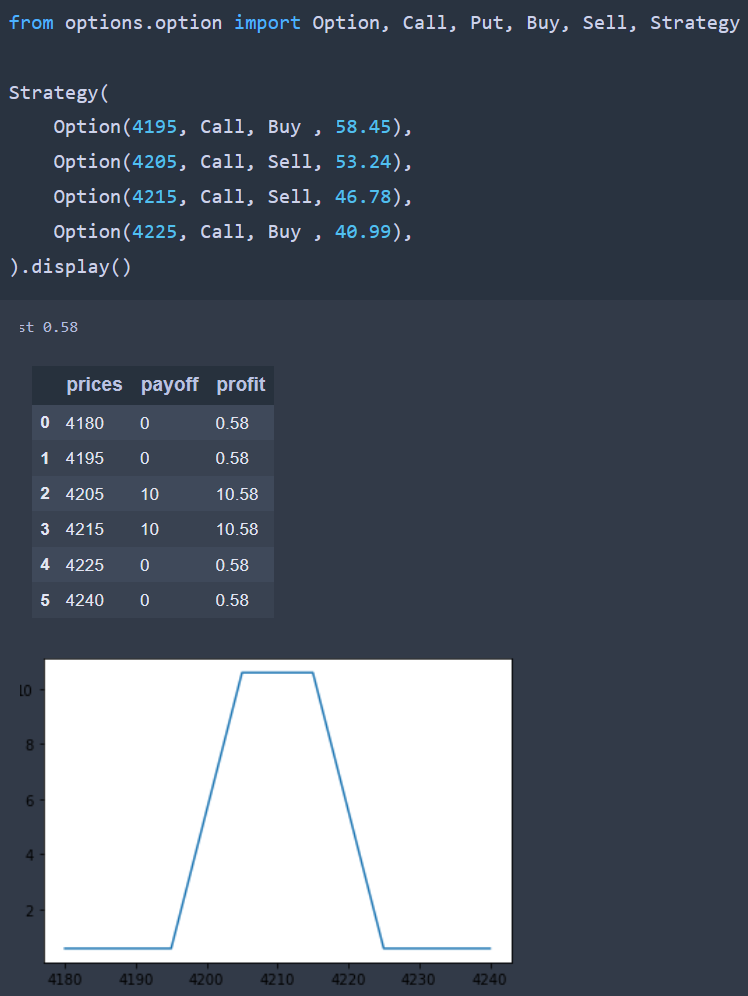 from options.option import Option, Call, Put, Buy, Sell, Strategy
Strategy(
    Option(4195, Call, Buy , 58.45),
    Option(4205, Call, Sell, 53.24),
    Option(4215, Call, Sell, 46.78),
    Option(4225, Call, Buy , 40.99),
).display()
st 0.58
prices payoff profit
0 4180 0 0.58
1 4195 0 0.58
2 4205 10 10.58
3 4215 10 10.58
4 4225 0 0.58
5 4240 0 0.58
10
8
6
4
2
4180 4190 4200 4210 4220 4230 4240